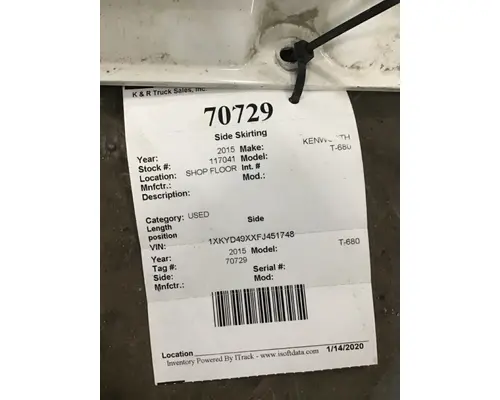 K & R Truck Sales, Inc.
70729
Side Skirting
Year: 2015 Make: KENWORTH
Stock #: 117041 Model: T-680
Location: SHOP FLOOR Int. #
Mnfctr.: Mod.:
Description:
Category: USED Side
Length
position
VIN: 1XKYD49XXFJ451748
Year: 2015 Model: T-680
Tag #: 70729
Side: Serial #:
Mnfctr.: Mod:
Location
Inventory Powered By ITrack - www.isoftdata.com 1/14/2020